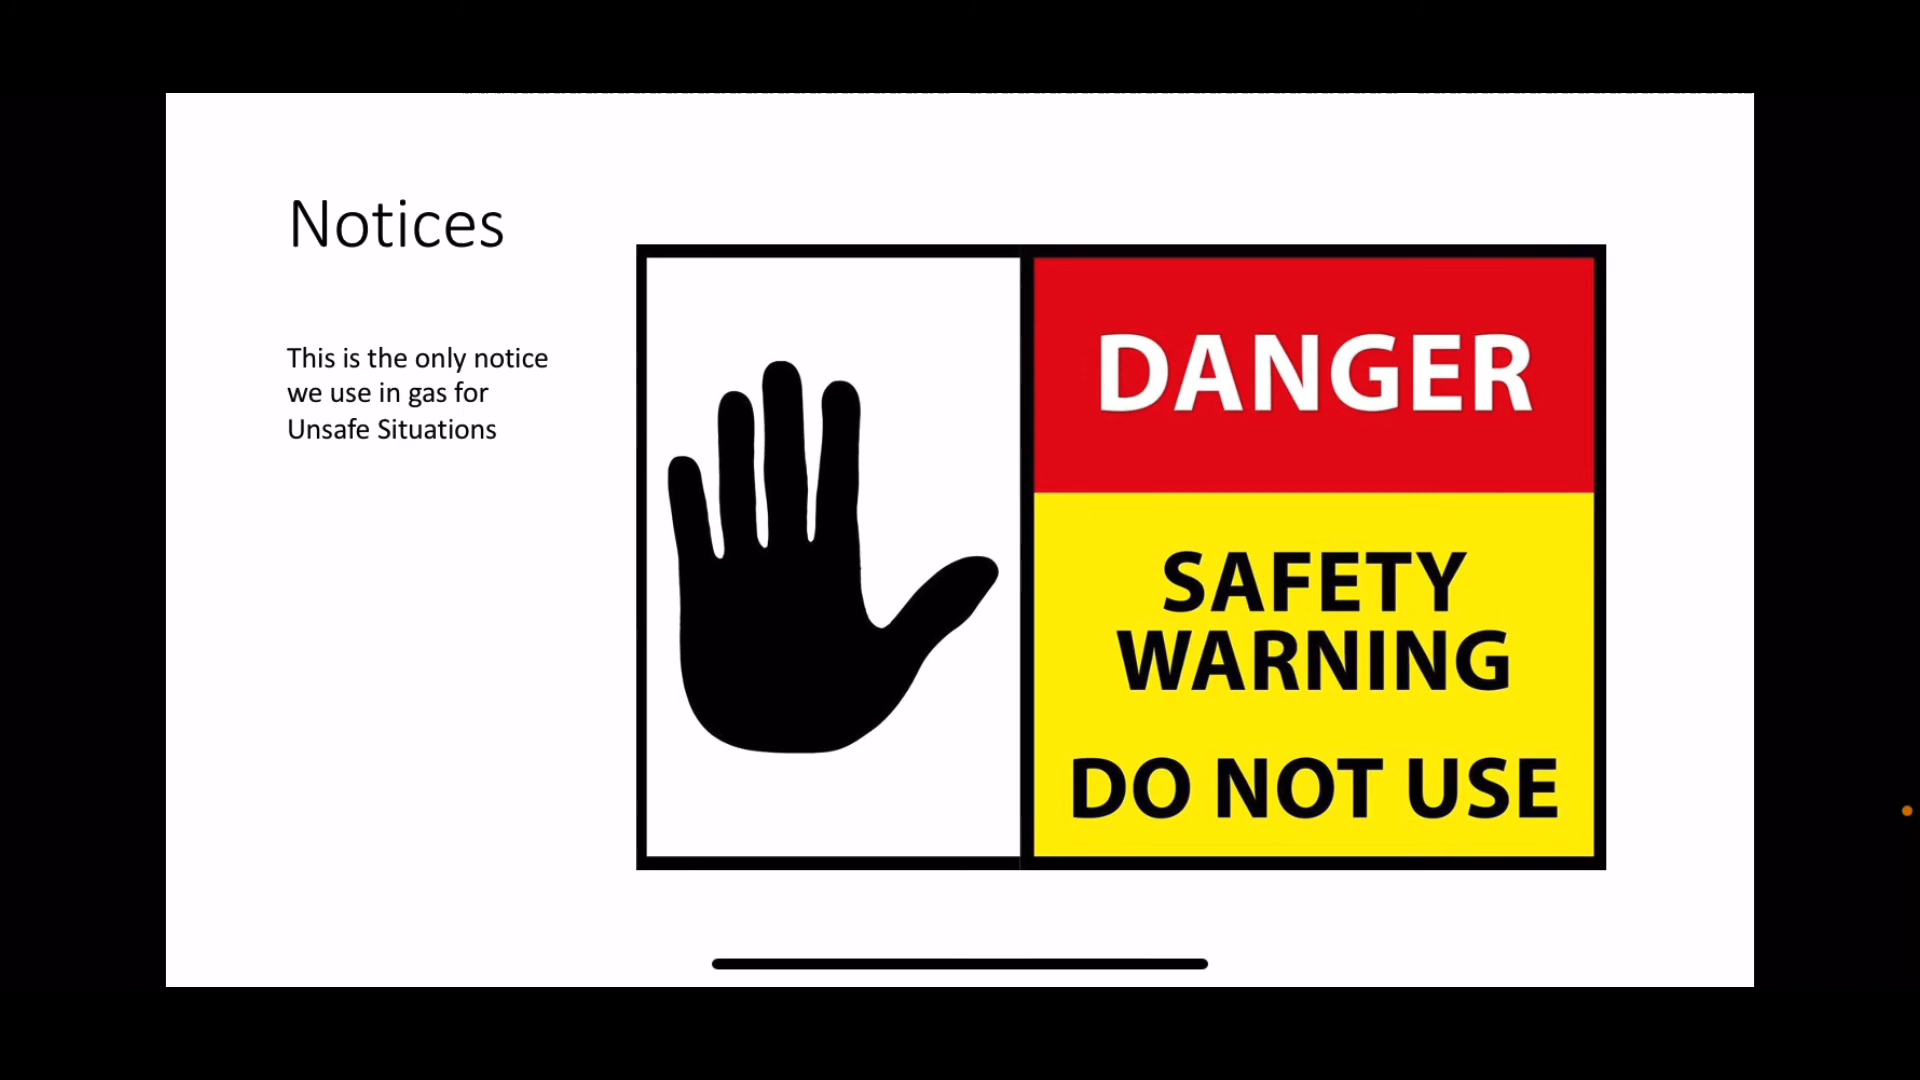 Notices
This is the only notice
we use in gas for
Unsafe Situations
DANGER
SAFETY
WARNING
DO NOT USE